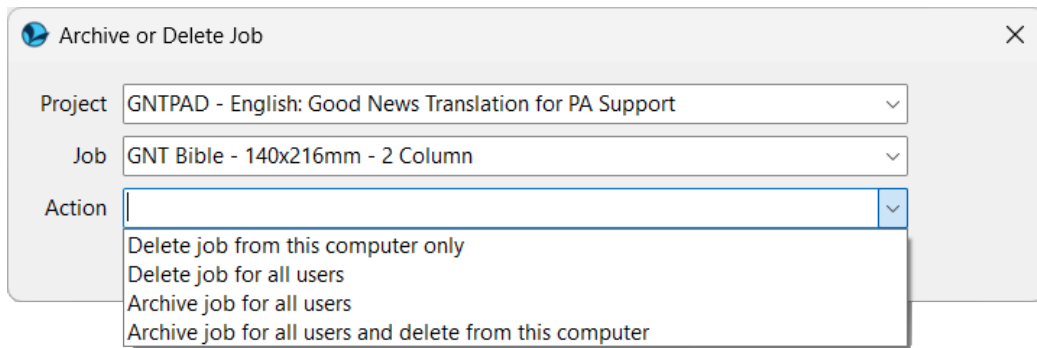 Archive or Delete Job
Project GNTPAD - English: Good News Translation for PA Support
Job GNT Bible - 140x216mm - 2 Column
Action
Delete job from this computer only
Delete job for all users
Archive job for all users
Archive job for all users and delete from this computer